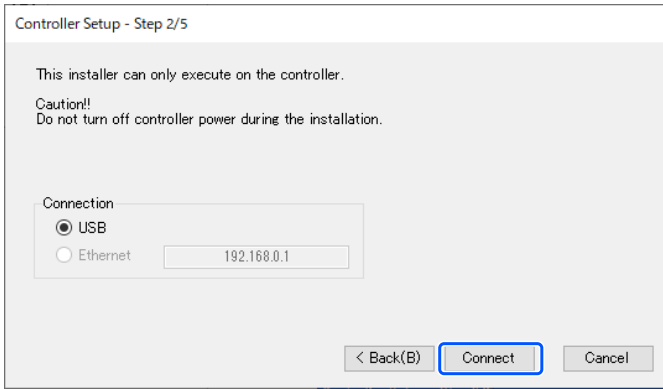 Controller Setup - Step 2/5
This installer can only execute on the controller.
Caution!!
Do not turn off controller power during the installation.
Connection
USB
Ethernet
192.168.0.1
< Back(B)
Connect
Cancel